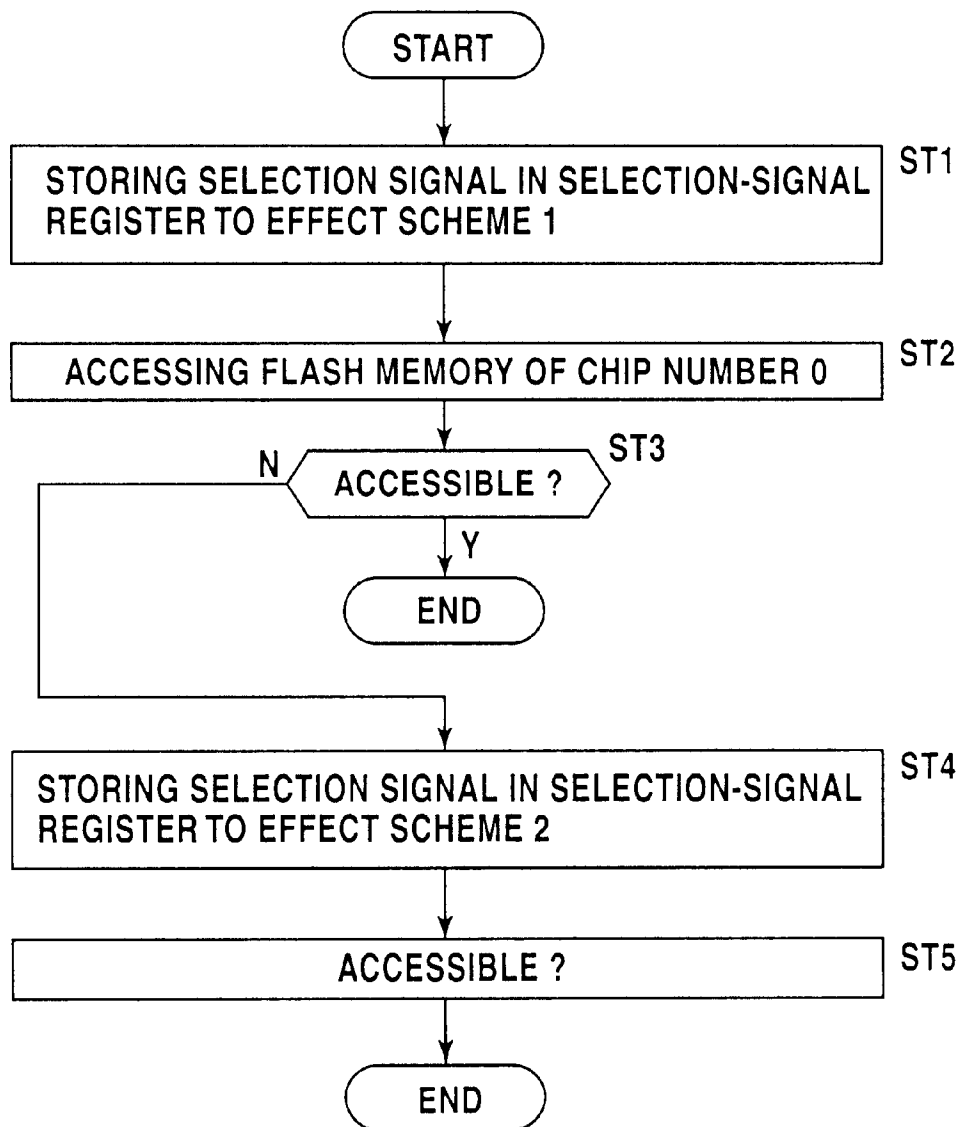 START
STORING SELECTION SIGNAL IN SELECTION-SIGNAL
REGISTER TO EFFECT SCHEME 1
ST1
ACCESSING FLASH MEMORY OF CHIP NUMBER 0
ST2
ACCESSIBLE ?
ST3
N
Y
END
STORING SELECTION SIGNAL IN SELECTION-SIGNAL
REGISTER TO EFFECT SCHEME 2
ST4
ACCESSIBLE ?
ST5
END